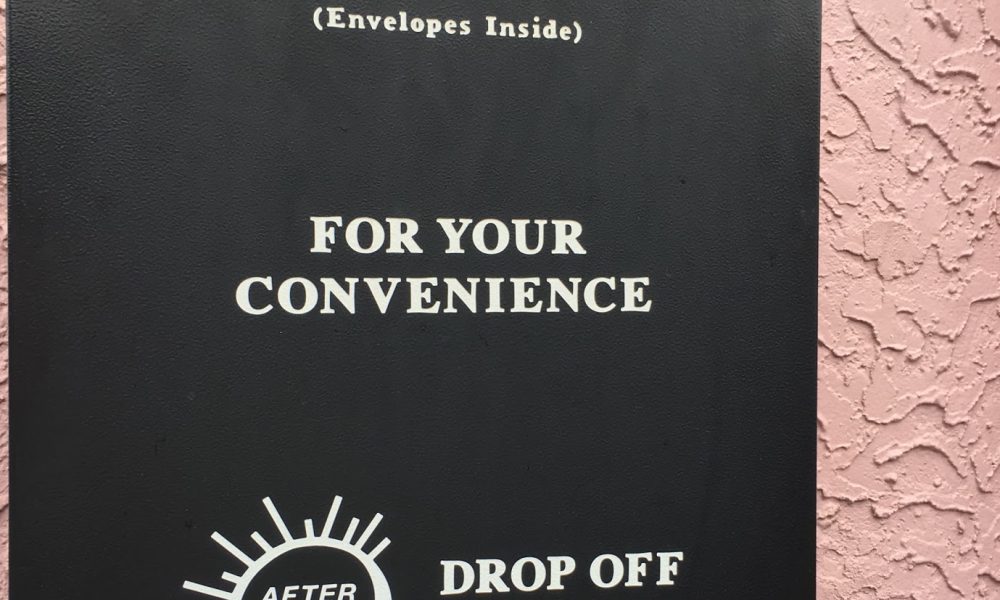 (Envelopes Inside)
FOR YOUR
CONVENIENCE
DROP OFF
AFTER